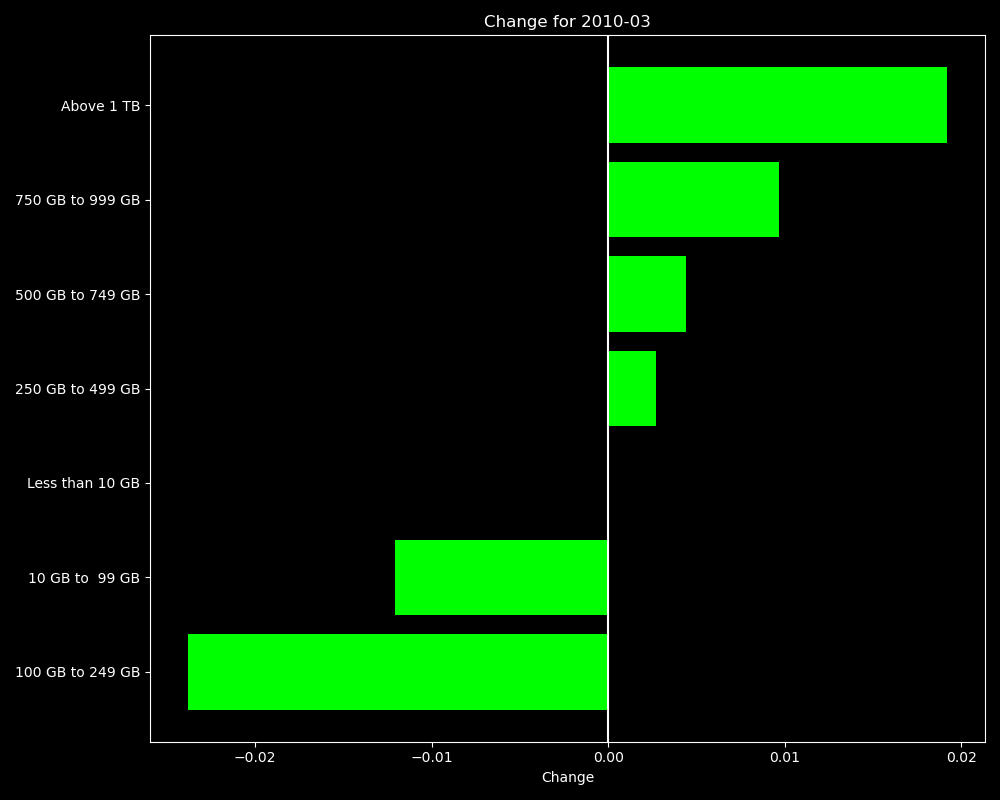 Change for 2010-03
Above 1 TB
750 GB to 999 GB
500 GB to 749 GB
250 GB to 499 GB
Less than 10 GB
10 GB to  99 GB
100 GB to 249 GB
−0.02 −0.01 0.00 0.01 0.02
Change